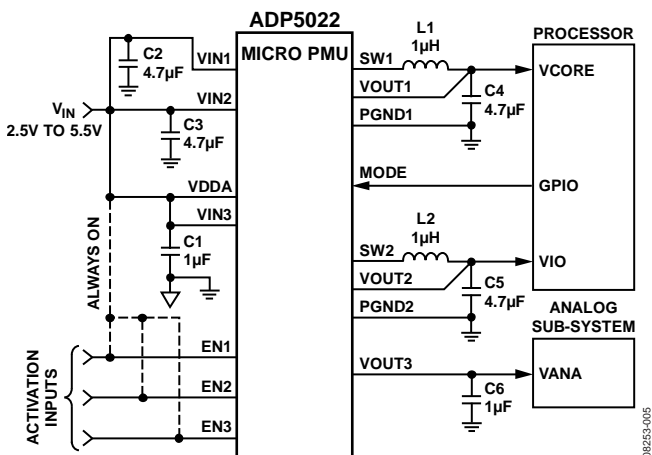 ADP5022
MICRO PMU
C2
4.7µF
VIN1
VIN2
C3
4.7µF
VIN
2.5V TO 5.5V
VDDA
VIN3
C1
1µF
ALWAYS ON
ACTIVATION
INPUTS
EN1
EN2
EN3
L1
1µH
SW1
VOUT1
PGND1
C4
4.7µF
PROCESSOR
VCORE
MODE
GPIO
L2
1µH
SW2
VOUT2
PGND2
C5
4.7µF
VIO
ANALOG
SUB-SYSTEM
VOUT3
C6
1µF
VANA
08253-005